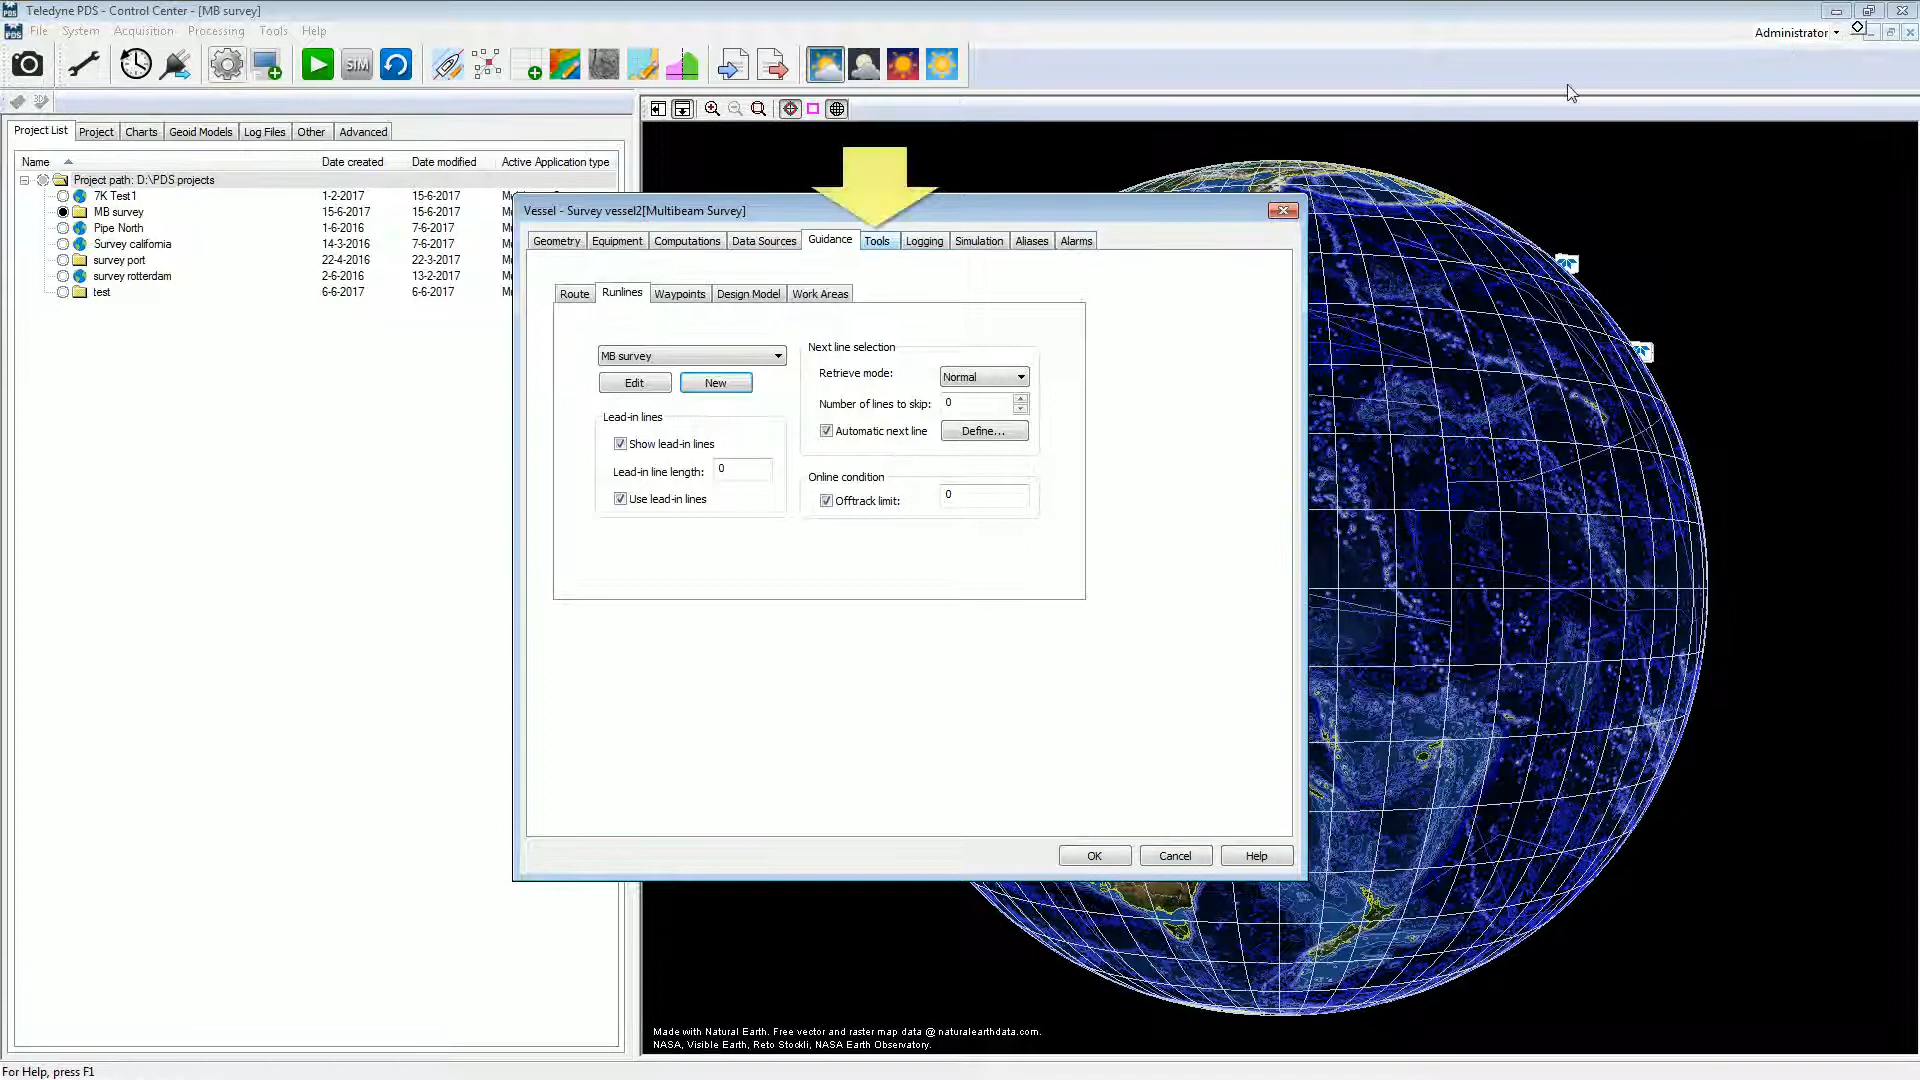 Teledyne PDS - Control Center - [MB survey]
File System Acquisition Processing Tools Help
Administrator
SIM
Project List Project Charts Geoid Models Log Files Other Advanced
Name Date created Date modified Active Application type
Project path: D:\PDS projects
7K Test1 1-2-2017 15-6-2017
MB survey 15-6-2017 15-6-2017
Pipe North 1-6-2016 7-6-2017
Survey california 14-3-2016 7-6-2017
survey port 22-4-2016 22-3-2017
survey rotterdam 2-6-2016 13-2-2017
test 6-6-2017 6-6-2017
Vessel - Survey vessel2[Multibeam Survey]
Geometry Equipment Computations Data Sources Guidance Tools Logging Simulation Aliases Alarms
Route Runlines Waypoints Design Model Work Areas
MB survey
Edit New
Lead-in lines
Show lead-in lines
Lead-in line length: 0
Use lead-in lines
Next line selection
Retrieve mode: Normal
Number of lines to skip: 0
Automatic next line Define...
Online condition
Offtrack limit: 0
OK Cancel Help
Made with Natural Earth. Free vector and raster map data @ naturalearthdata.com.
NASA, Visible Earth, Reto Stockli, NASA Earth Observatory.
For Help, press F1